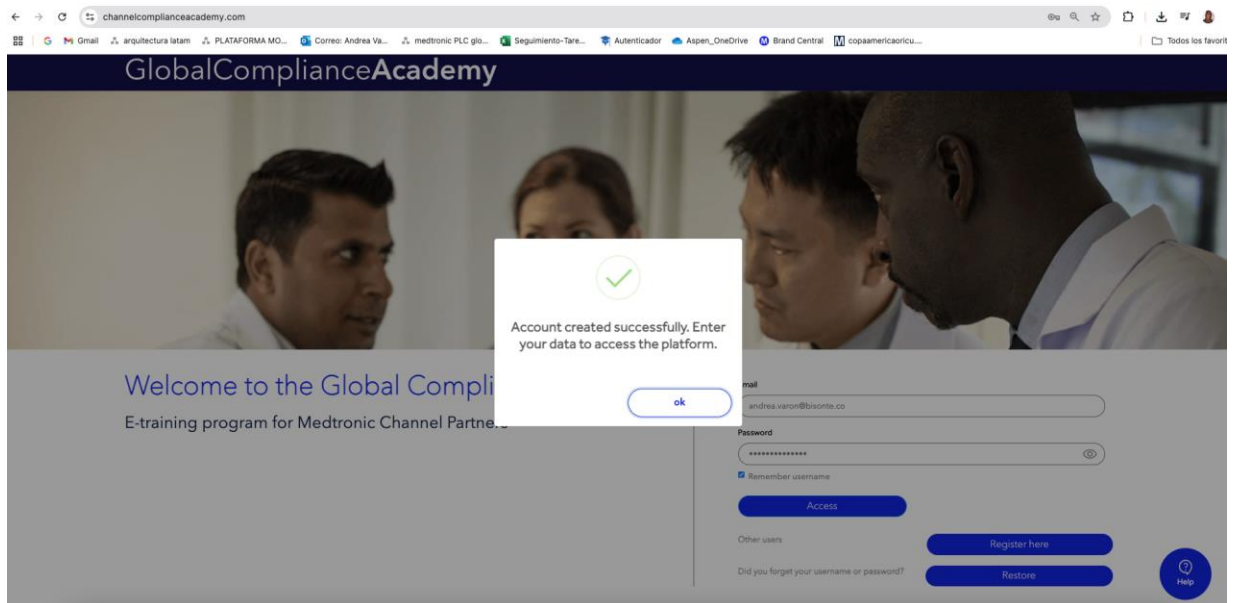 channelcomplianceacademy.com
Gmail
arquitectura latam
PLATAFORMA MO...
Correo: Andrea Va...
medtronic PLC glo...
Seguimiento-Tare...
Autenticador
Aspen_OneDrive
Brand Central
copaamericaoricu....
Todos los favorit
GlobalComplianceAcademy
Account created successfully. Enter
your data to access the platform.
ok
Welcome to the Global Compli
E-training program for Medtronic Channel Partne
mail
andrea.varon@bisonte.co
Password
**************
Remember username
Access
Other users
Register here
Did you forget your username or password?
Restore
Help